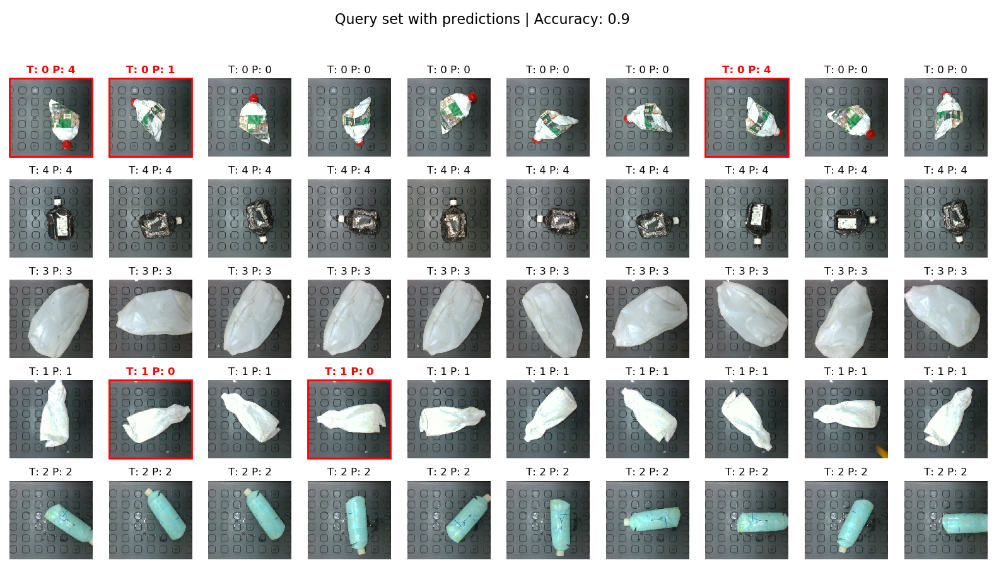 Query set with predictions | Accuracy: 0.9
T: 0 P: 4 T: 0 P: 1 T: 0 P: 0 T: 0 P: 0 T: 0 P: 0 T: 0 P: 0 T: 0 P: 0 T: 0 P: 4 T: 0 P: 0 T: 0 P: 0
T: 4 P: 4 T: 4 P: 4 T: 4 P: 4 T: 4 P: 4 T: 4 P: 4 T: 4 P: 4 T: 4 P: 4 T: 4 P: 4 T: 4 P: 4 T: 4 P: 4
T: 3 P: 3 T: 3 P: 3 T: 3 P: 3 T: 3 P: 3 T: 3 P: 3 T: 3 P: 3 T: 3 P: 3 T: 3 P: 3 T: 3 P: 3 T: 3 P: 3
T: 1 P: 1 T: 1 P: 0 T: 1 P: 1 T: 1 P: 0 T: 1 P: 1 T: 1 P: 1 T: 1 P: 1 T: 1 P: 1 T: 1 P: 1 T: 1 P: 1
T: 2 P: 2 T: 2 P: 2 T: 2 P: 2 T: 2 P: 2 T: 2 P: 2 T: 2 P: 2 T: 2 P: 2 T: 2 P: 2 T: 2 P: 2 T: 2 P: 2